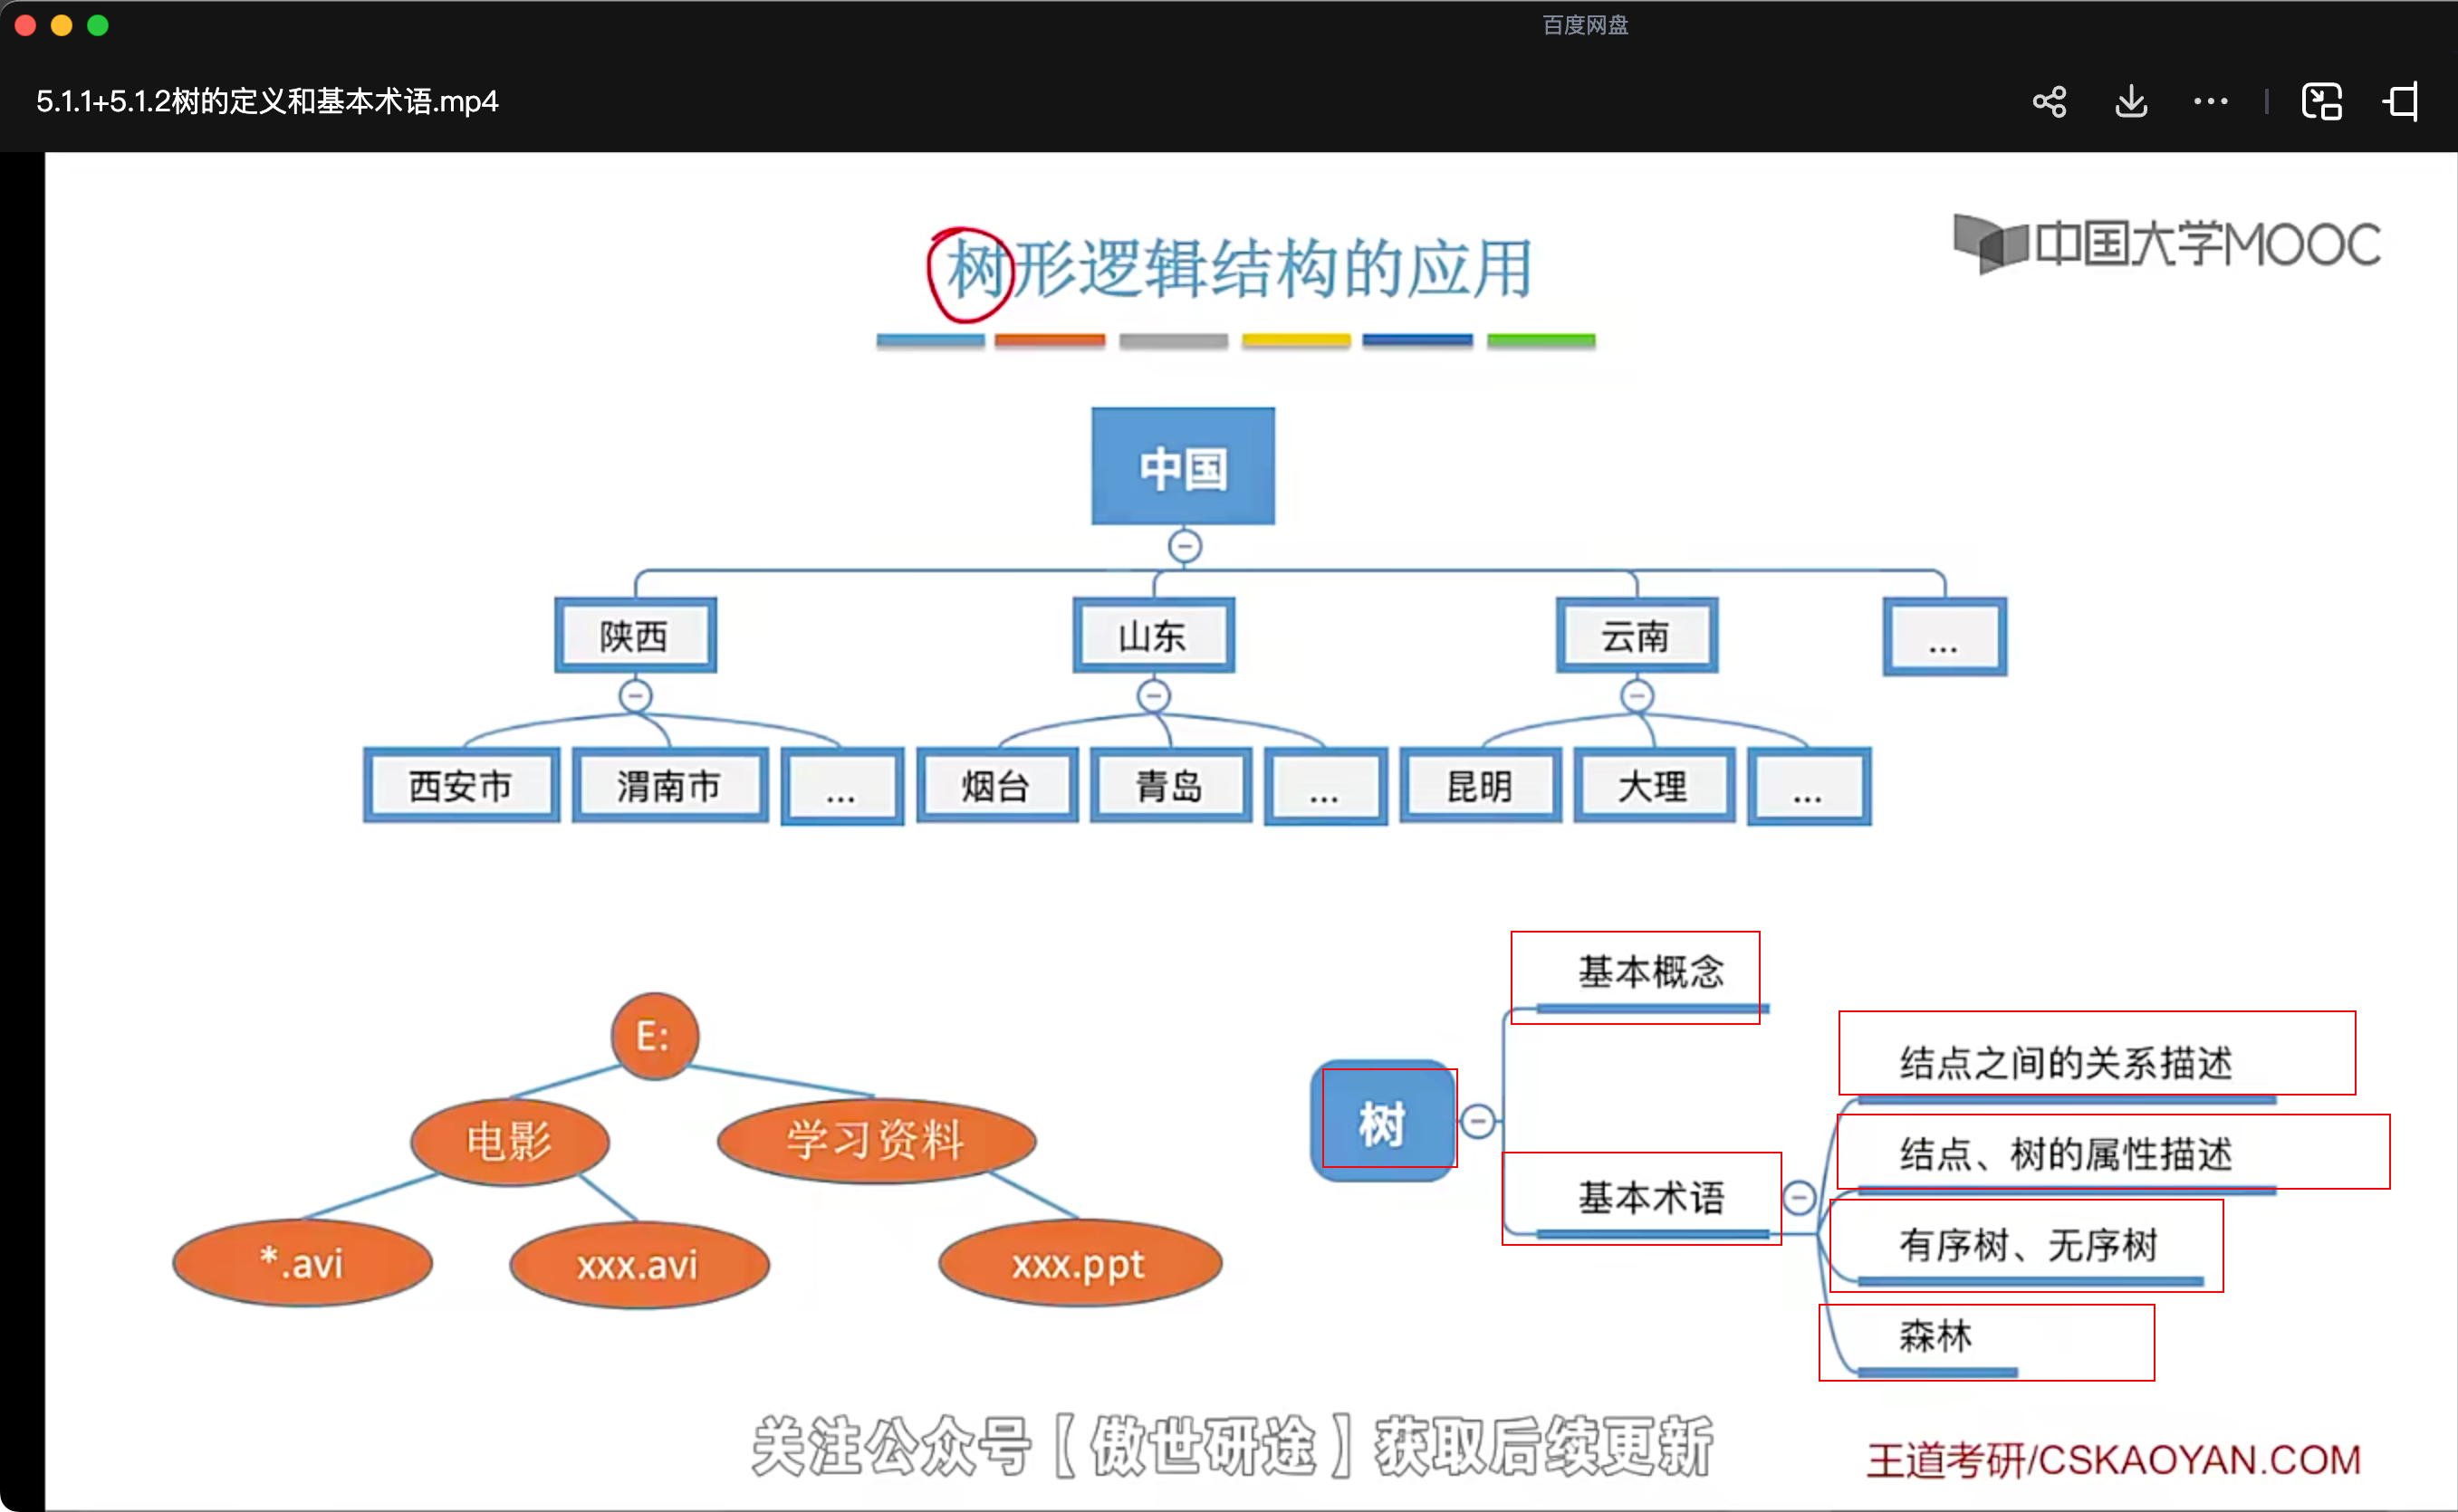 百度网盘
5.1.1+5.1.2树的定义和基本术语.mp4
树形逻辑结构的应用
中国大学MOOC
中国
陕西 山东 云南 ...
西安市 渭南市 ... 烟台 青岛 ... 昆明 大理 ...
E:
电影 学习资料
*.avi xxx.avi xxx.ppt
树
基本概念
基本术语
结点之间的关系描述
结点、树的属性描述
有序树、无序树
森林
关注公众号【傲世研途】获取后续更新
王道考研/CSKAOYAN.COM